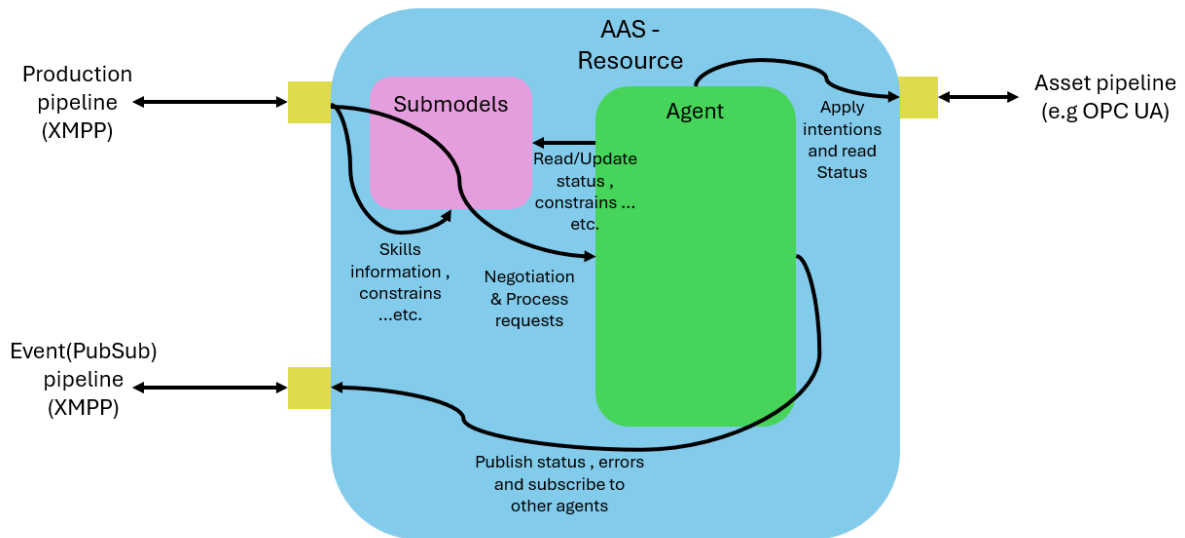 AAS -
Resource
Production
pipeline
(XMPP)
Submodels
Agent
Asset pipeline
(e.g OPC UA)
Apply
intentions
and read
Status
Read/Update
status ,
constrains ...
etc.
Skills
information ,
constrains
...etc.
Negotiation
& Process
requests
Event(PubSub)
pipeline
(XMPP)
Publish status , errors
and subscribe to
other agents